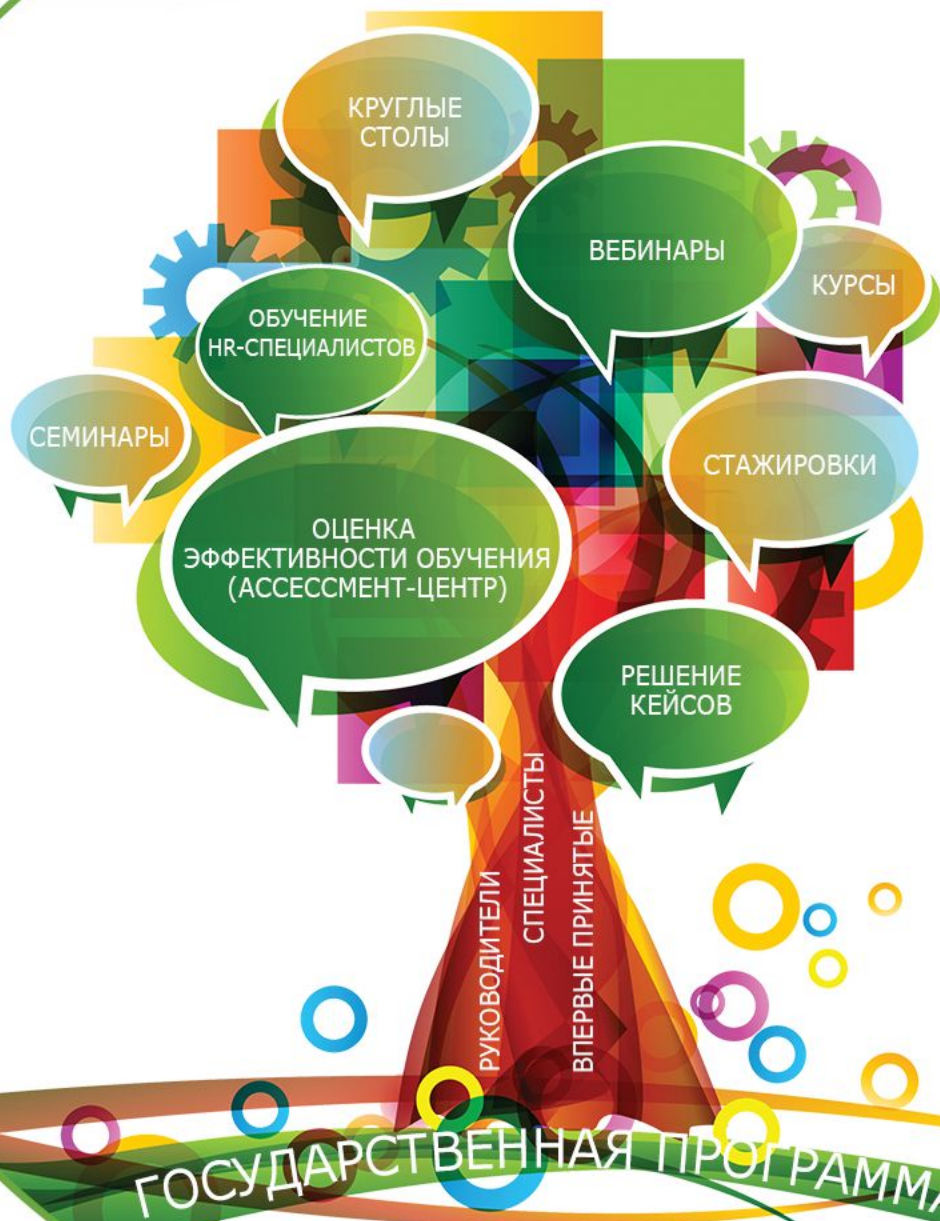 КРУГЛЫЕ
СТОЛЫ
ВЕБИНАРЫ
КУРСЫ
ОБУЧЕНИЕ
HR-СПЕЦИАЛИСТОВ
СЕМИНАРЫ
СТАЖИРОВКИ
ОЦЕНКА
ЭФФЕКТИВНОСТИ ОБУЧЕНИЯ
(АССЕССМЕНТ-ЦЕНТР)
РЕШЕНИЕ
КЕЙСОВ
РУКОВОДИТЕЛИ
СПЕЦИАЛИСТЫ
ВПЕРВЫЕ ПРИНЯТЫЕ
ГОСУДАРСТВЕННАЯ ПРОГРАММА